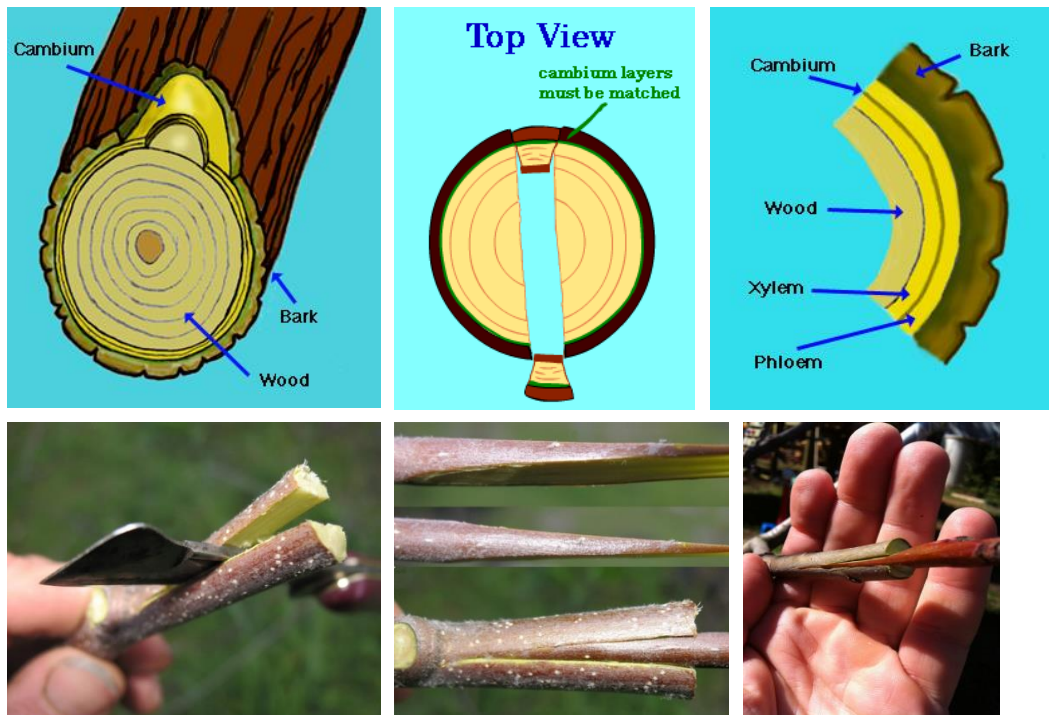 Cambium
Bark
Wood
Top View
cambium layers
must be matched
Bark
Cambium
Wood
Xylem
Phloem